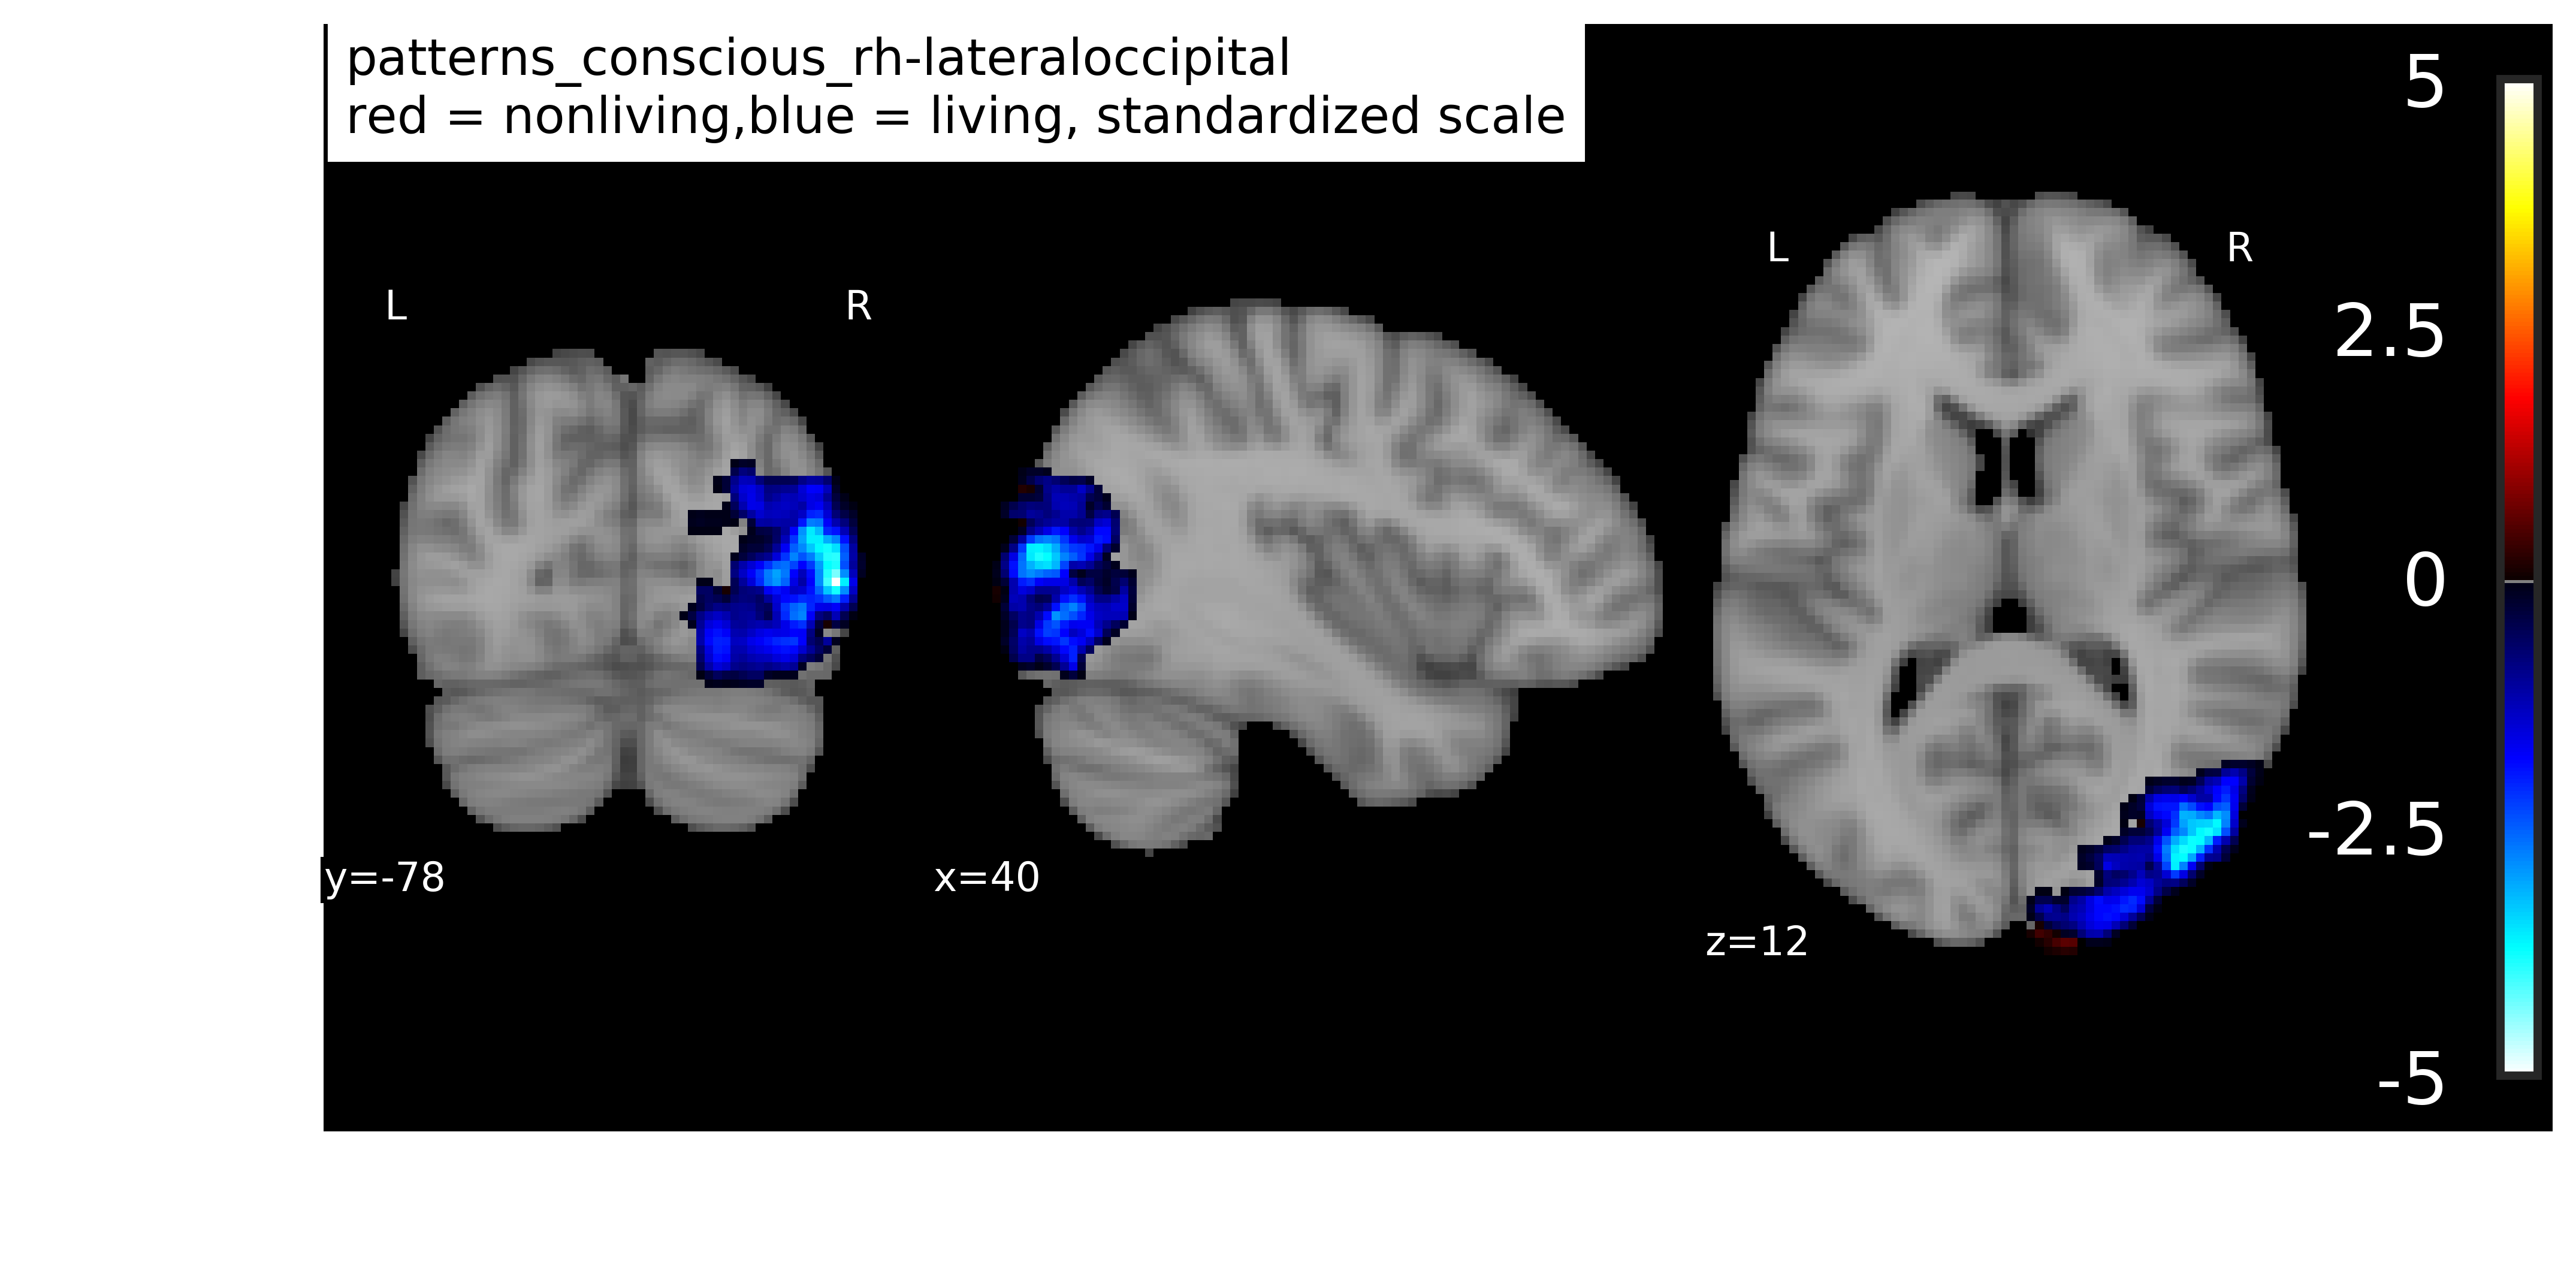 patterns_conscious_rh-lateraloccipital
red = nonliving,blue = living, standardized scale
L R
y=-78
x=40
L R
z=12
5
2.5
0
-2.5
-5